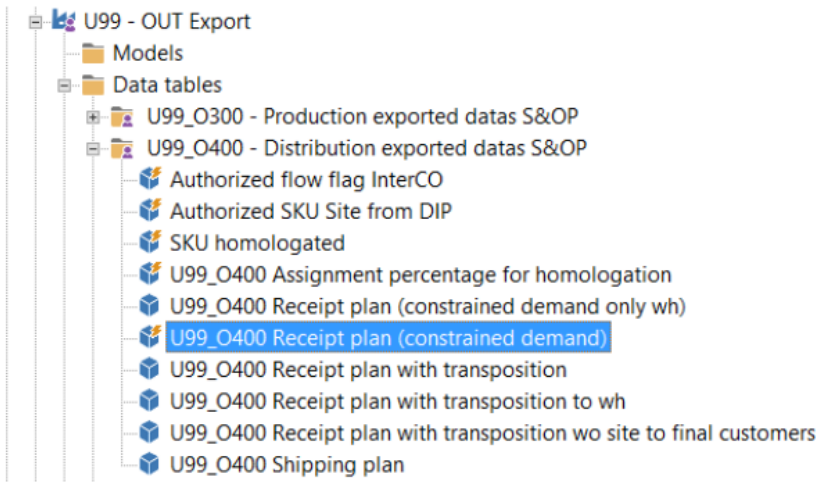 U99 - OUT Export
Models
Data tables
U99_O300 - Production exported datas S&OP
U99_O400 - Distribution exported datas S&OP
Authorized flow flag InterCO
Authorized SKU Site from DIP
SKU homologated
U99_O400 Assignment percentage for homologation
U99_O400 Receipt plan (constrained demand only wh)
U99_O400 Receipt plan (constrained demand)
U99_O400 Receipt plan with transposition
U99_O400 Receipt plan with transposition to wh
U99_O400 Receipt plan with transposition wo site to final customers
U99_O400 Shipping plan